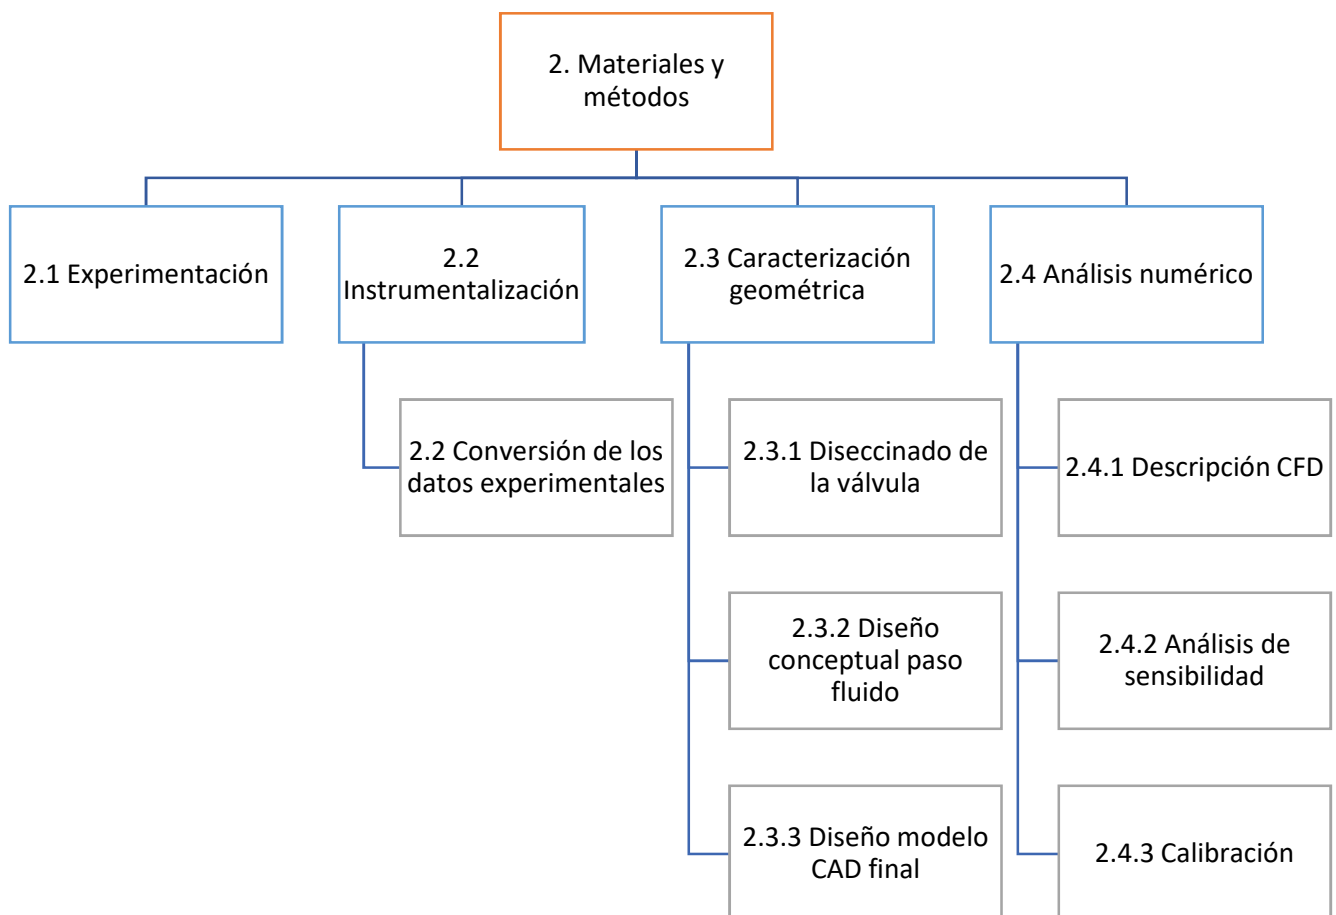 2. Materiales y
métodos
2.1 Experimentación
2.2
Instrumentalización
2.2 Conversión de los
datos experimentales
2.3 Caracterización
geométrica
2.3.1 Diseccinado de
la válvula
2.3.2 Diseño
conceptual paso
fluido
2.3.3 Diseño modelo
CAD final
2.4 Análisis numérico
2.4.1 Descripción CFD
2.4.2 Análisis de
sensibilidad
2.4.3 Calibración